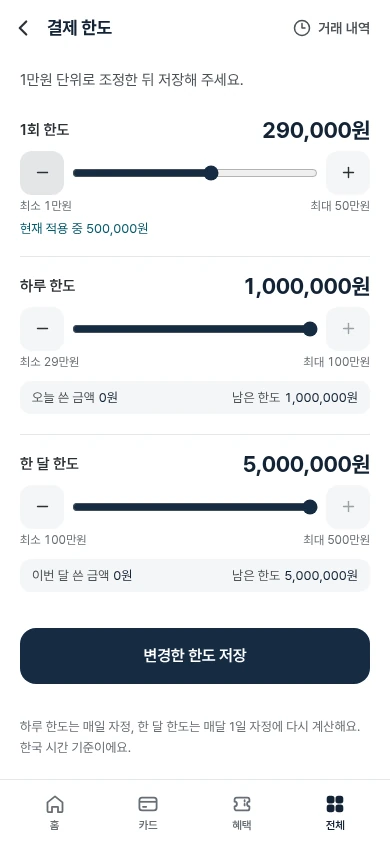 결제 한도
거래 내역
1만원 단위로 조정한 뒤 저장해 주세요.
1회 한도 290,000원
최소 1만원 최대 50만원
현재 적용 중 500,000원
하루 한도 1,000,000원
최소 29만원 최대 100만원
오늘 쓴 금액 0원 남은 한도 1,000,000원
한 달 한도 5,000,000원
최소 100만원 최대 500만원
이번 달 쓴 금액 0원 남은 한도 5,000,000원
변경한 한도 저장
하루 한도는 매일 자정, 한 달 한도는 매달 1일 자정에 다시 계산해요.
한국 시간 기준이에요.
홈 카드 혜택 전체